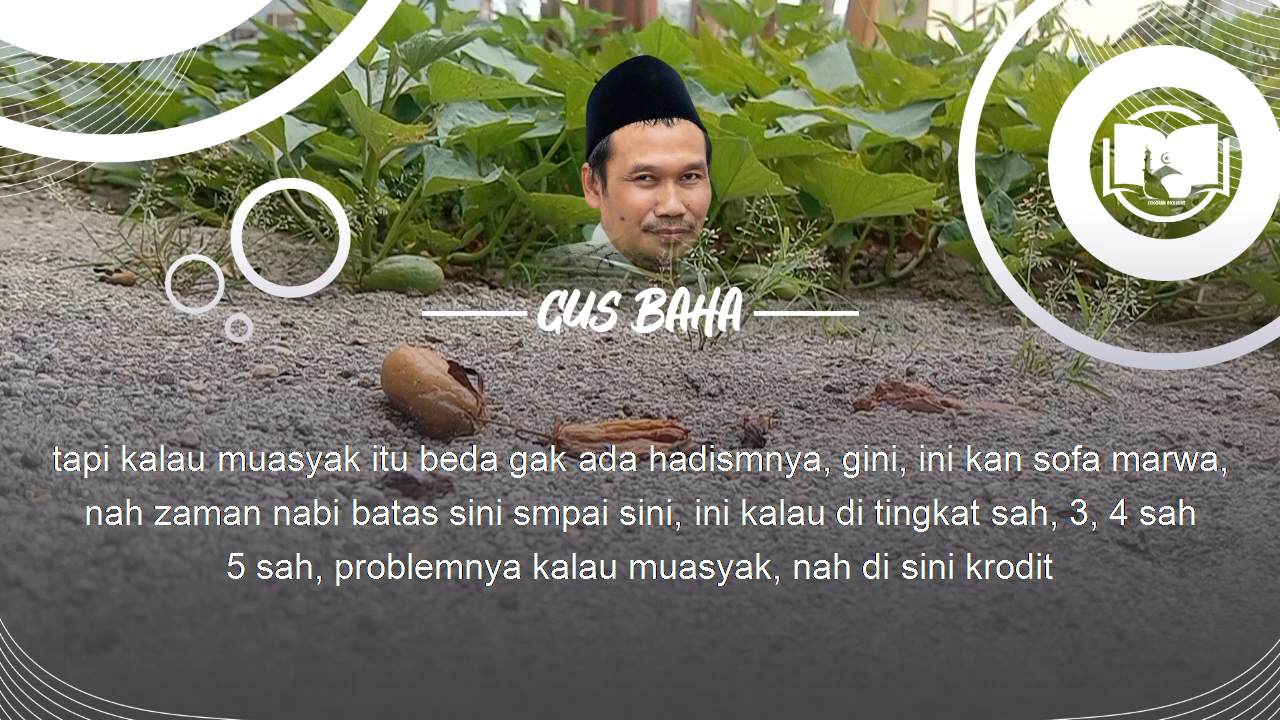 GUS BAHA
tapi kalau muasyak itu beda gak ada hadismnya, gini, ini kan sofa marwa,
nah zaman nabi batas sini smpai sini, ini kalau di tingkat sah, 3, 4 sah
5 sah, problemnya kalau muasyak, nah di sini krodit